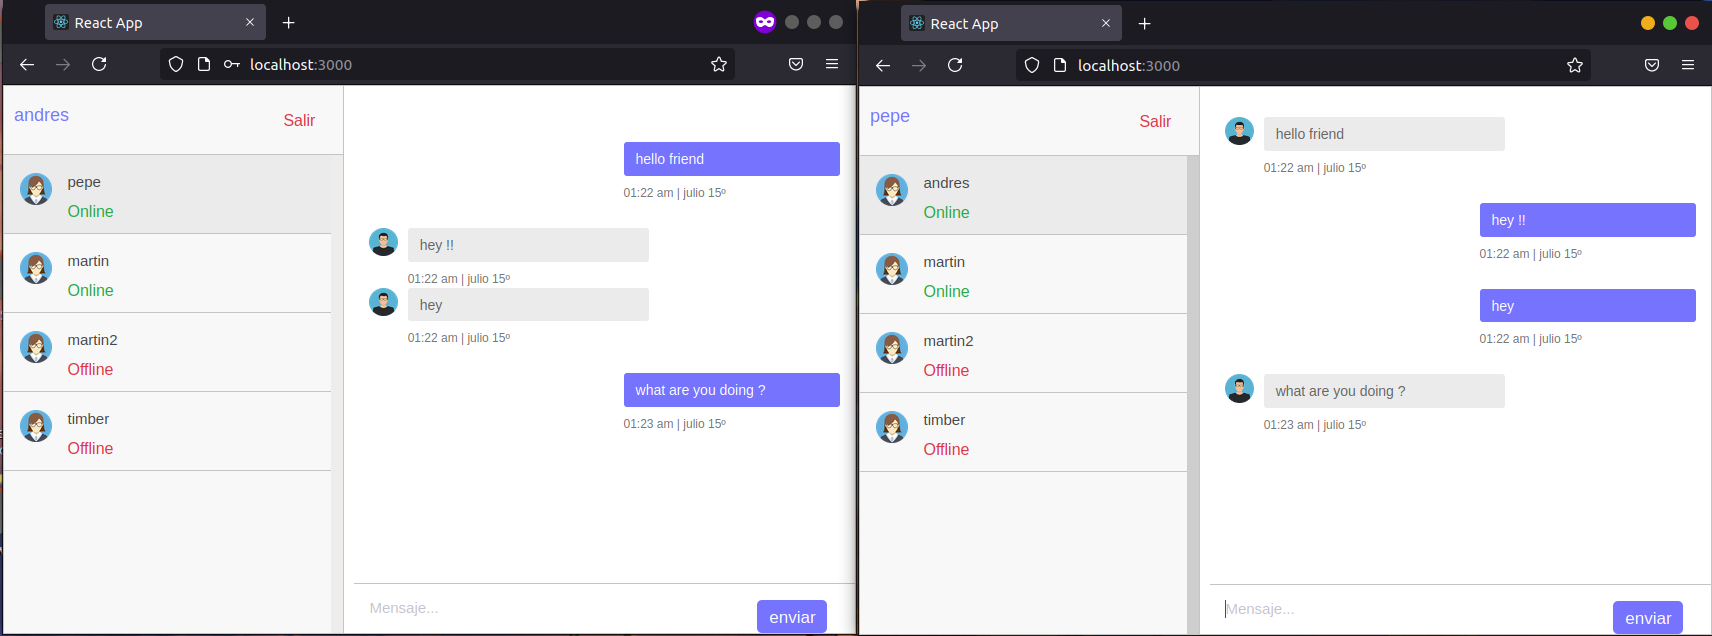 React App
localhost:3000
andres
Salir
pepe
Online
martin
Online
martin2
Offline
timber
Offline
hello friend
01:22 am | julio 15º
hey !!
01:22 am | julio 15º
hey
01:22 am | julio 15º
what are you doing ?
01:23 am | julio 15º
Mensaje...
enviar
React App
localhost:3000
pepe
Salir
andres
Online
martin
Online
martin2
Offline
timber
Offline
hello friend
01:22 am | julio 15º
hey !!
01:22 am | julio 15º
hey
01:22 am | julio 15º
what are you doing ?
01:23 am | julio 15º
Mensaje...
enviar